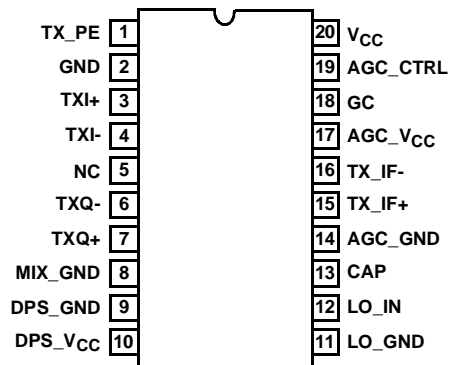 TX_PE 1 20 VCC
GND 2 19 AGC_CTRL
TXI+ 3 18 GC
TXI- 4 17 AGC_VCC
NC 5 16 TX_IF-
TXQ- 6 15 TX_IF+
TXQ+ 7 14 AGC_GND
MIX_GND 8 13 CAP
DPS_GND 9 12 LO_IN
DPS_VCC 10 11 LO_GND